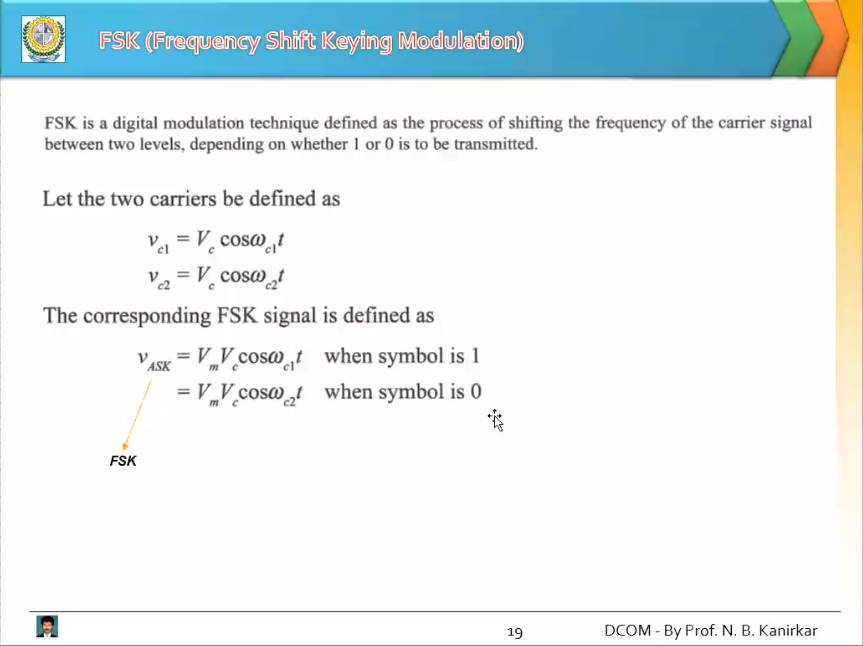 FSK (Frequency Shift Keying Modulation)
FSK is a digital modulation technique defined as the process of shifting the frequency of the carrier signal
between two levels, depending on whether 1 or 0 is to be transmitted.
Let the two carriers be defined as
v_c1 = V_c cosω_c1 t
v_c2 = V_c cosω_c2 t
The corresponding FSK signal is defined as
v_ASK = V_m V_c cosω_c1 t when symbol is 1
= V_m V_c cosω_c2 t when symbol is 0
FSK
19 DCOM - By Prof. N. B. Kanirkar